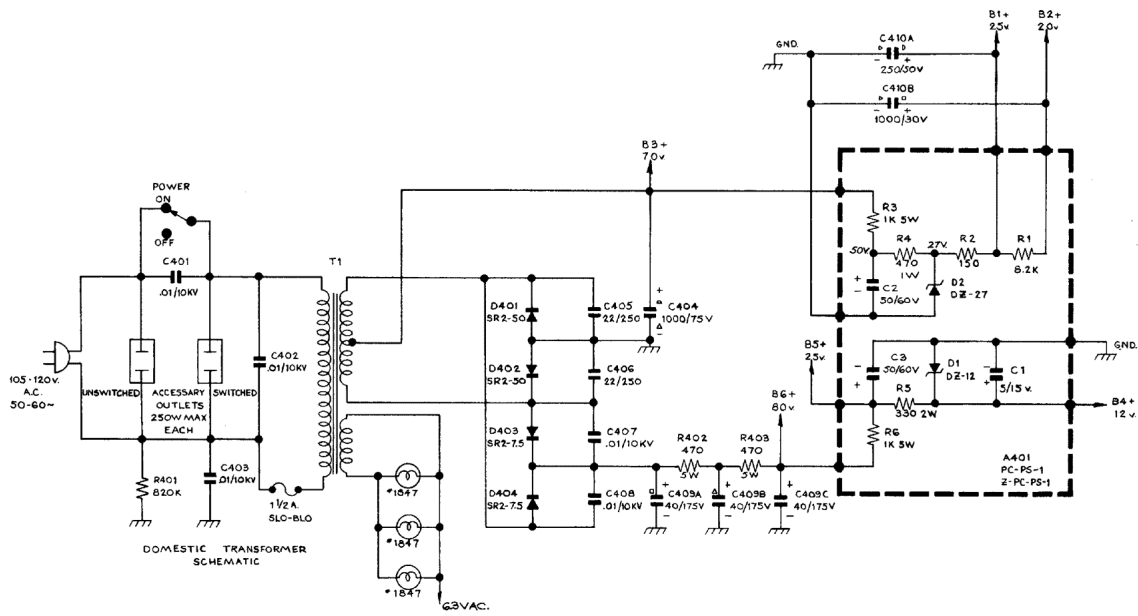 B1+
25v.
B2+
20v.
C410A
GND.
- +
250/50V
C410B
- +
1000/30V
B3+
70v.
POWER
ON
OFF
C401
.01/10KV
T1
R3
1K 5W
50V.
R4
470
1W
27V.
R2
150
R1
8.2K
+
-
C2
50/60V
D2
DZ-27
D401
SR2-50
C405
22/250
+
-
C404
1000/75V
D402
SR2-50
C406
22/250
105-120v.
A.C.
50-60~
UNSWITCHED
ACCESSARY
OUTLETS
250W MAX
EACH
SWITCHED
C402
.01/10KV
B5+
25v.
-
+
C3
50/60V
D1
DZ-12
-
+
C1
5/15 v.
GND.
R5
330 2W
B4+
12 v.
B6+
80v.
D403
SR2-7.5
C407
.01/10KV
R402
470
5W
R403
470
5W
R6
1K 5W
A401
PC-PS-1
Z-PC-PS-1
R401
820K
C403
.01/10KV
1 1/2 A.
SLO-BLO
*1847
*1847
*1847
D404
SR2-7.5
C408
.01/10KV
+
-
C409A
40/175V
+
-
C409B
40/175V
+
-
C409C
40/175V
DOMESTIC TRANSFORMER
SCHEMATIC
6.3VAC.